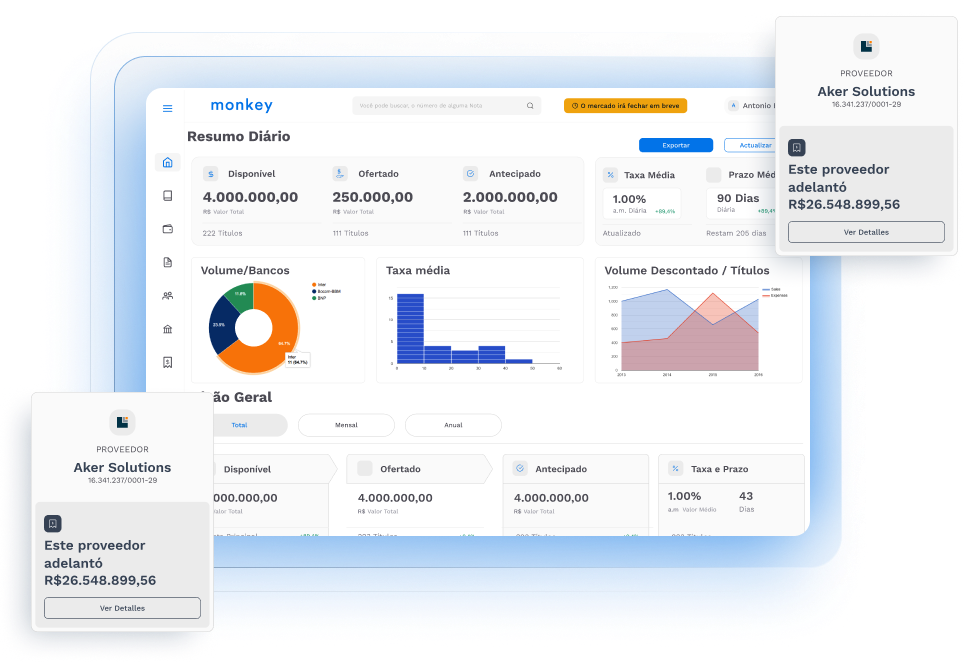 monkey
Você pode buscar, o número de alguma Nota
O mercado irá fechar em breve
A Antonio
Resumo Diário
Exportar
Actualizar
Disponível
4.000.000,00
R$ Valor Total
222 Títulos
Ofertado
250.000,00
R$ Valor Total
111 Títulos
Antecipado
2.000.000,00
R$ Valor Total
111 Títulos
Taxa Média
1.00%
a.m. Diária +89,4%
Atualizado
Prazo Méd
90 Dias
Diária +89,4
Restam 205 dias
Volume/Bancos
11.8%
23.5%
64.7%
Inter
Bocom-BBM
BNP
Inter
11 (64.7%)
Taxa média
15
10
5
0
0 10 20 30 40 50 60
Volume Descontado / Títulos
1,200
1,000
800
600
400
200
0
2013 2014 2015 2016
Sales
Expenses
ão Geral
Total
Mensal
Anual
Disponível
000.000,00
alor Total
Ofertado
4.000.000,00
R$ Valor Total
Antecipado
4.000.000,00
R$ Valor Total
Taxa e Prazo
1.00%
a.m Valor Médio
43
Dias
PROVEEDOR
Aker Solutions
16.341.237/0001-29
Este proveedor
adelantó
R$26.548.899,56
Ver Detalles
PROVEEDOR
Aker Solutions
16.341.237/0001-29
Este proveedor
adelantó
R$26.548.899,56
Ver Detalles